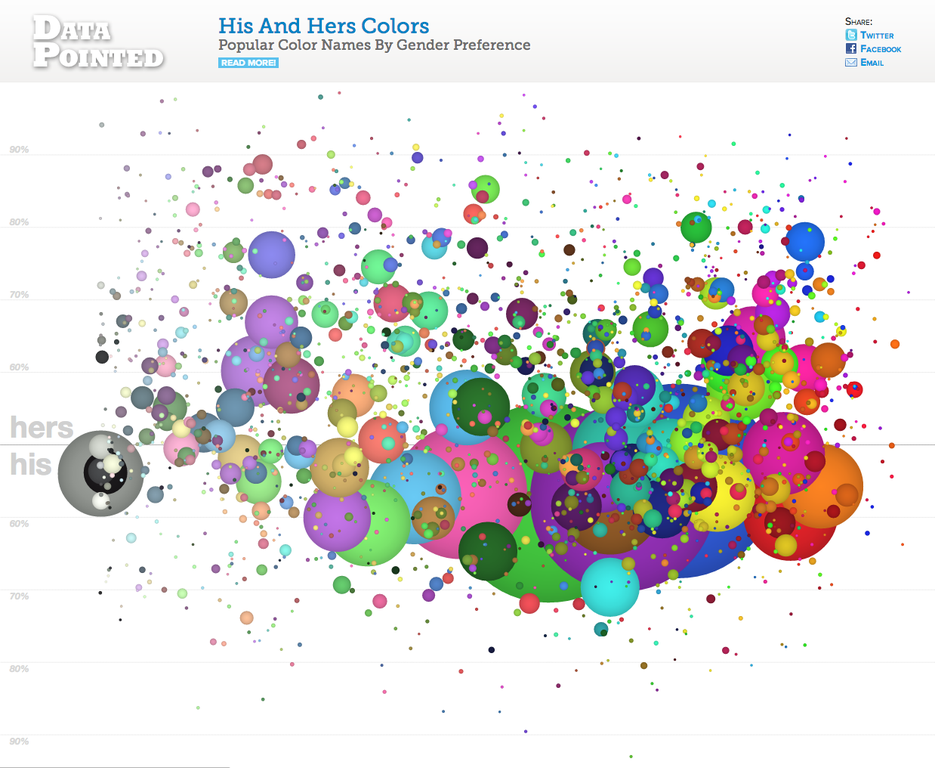 DATA
POINTED
His And Hers Colors
Popular Color Names By Gender Preference
READ MORE!
SHARE:
TWITTER
FACEBOOK
EMAIL
90%
80%
70%
60%
hers
his
60%
70%
80%
90%